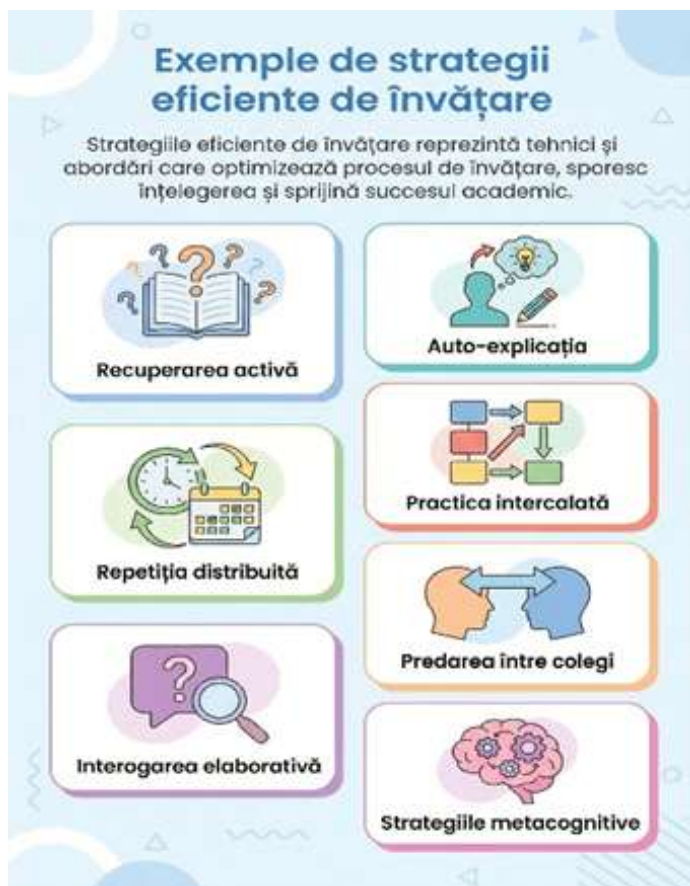 Exemple de strategii
eficiente de învățare
Strategiile eficiente de învățare reprezintă tehnici și
abordări care optimizează procesul de învățare, sporesc
înțelegerea și sprijină succesul academic.
Recuperarea activă
Auto-explicația
Repetiția distribuită
Practica intercalată
Interogarea elaborativă
Predarea între colegi
Strategiile metacognitive